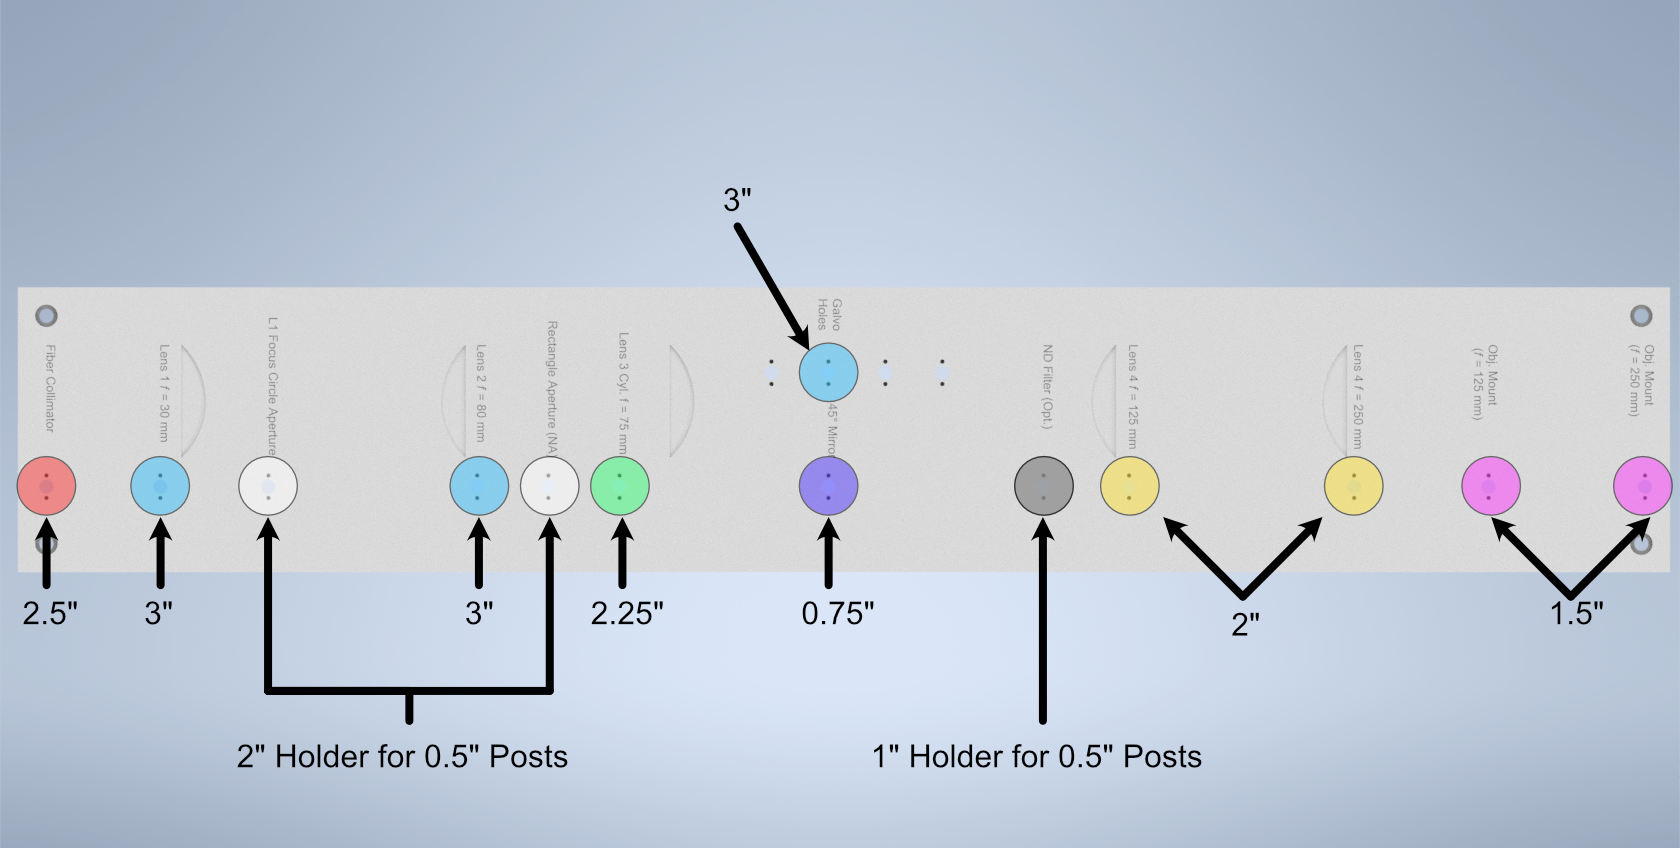 3"
Fiber Collimator
Lens 1 f = 30 mm
L1 Focus Circle Aperture
Lens 2 f = 80 mm
Rectangle Aperture (NA)
Lens 3 Cyl. f = 75 mm
Galvo
Holes
45° Mirror
ND Filter (Opt.)
Lens 4 f = 125 mm
Lens 4 f = 250 mm
Obj. Mount
(f = 125 mm)
Obj. Mount
(f = 250 mm)
2.5"
3"
3"
2.25"
0.75"
2"
1.5"
2" Holder for 0.5" Posts
1" Holder for 0.5" Posts